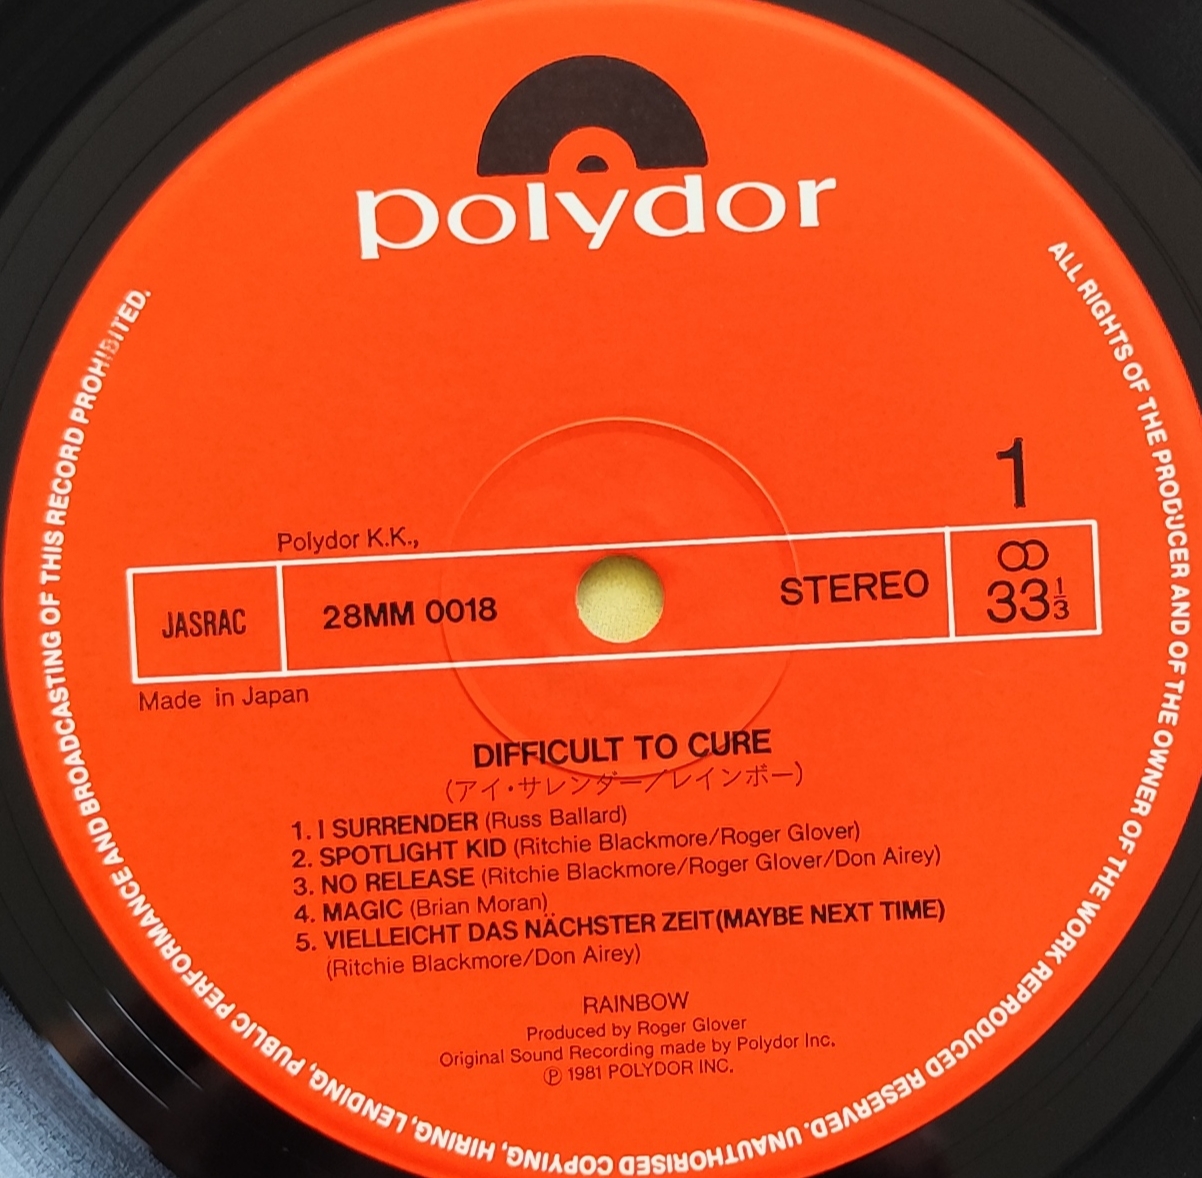 polydor
1
Polydor K.K.,
JASRAC
28MM 0018
STEREO
33⅓
Made in Japan
DIFFICULT TO CURE
(アイ・サレンダー／レインボー)
1. I SURRENDER (Russ Ballard)
2. SPOTLIGHT KID (Ritchie Blackmore/Roger Glover)
3. NO RELEASE (Ritchie Blackmore/Roger Glover/Don Airey)
4. MAGIC (Brian Moran)
5. VIELLEICHT DAS NÄCHSTER ZEIT(MAYBE NEXT TIME)
(Ritchie Blackmore/Don Airey)
RAINBOW
Produced by Roger Glover
Original Sound Recording made by Polydor Inc.
℗ 1981 POLYDOR INC.
ALL RIGHTS OF THE PRODUCER AND OF THE OWNER OF THE WORK REPRODUCED RESERVED. UNAUTHORISED COPYING, HIRING, LENDING, PUBLIC PERFORMANCE AND BROADCASTING OF THIS RECORD PROHIBITED.